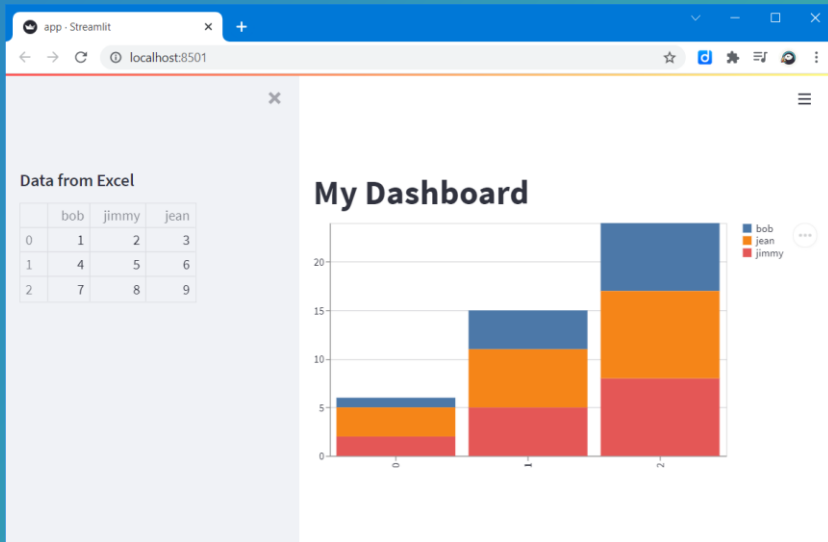 app · Streamlit
localhost:8501
Data from Excel
bob jimmy jean
0 1 2 3
1 4 5 6
2 7 8 9
My Dashboard
bob
jean
jimmy
20
15
10
5
0
0 1 2